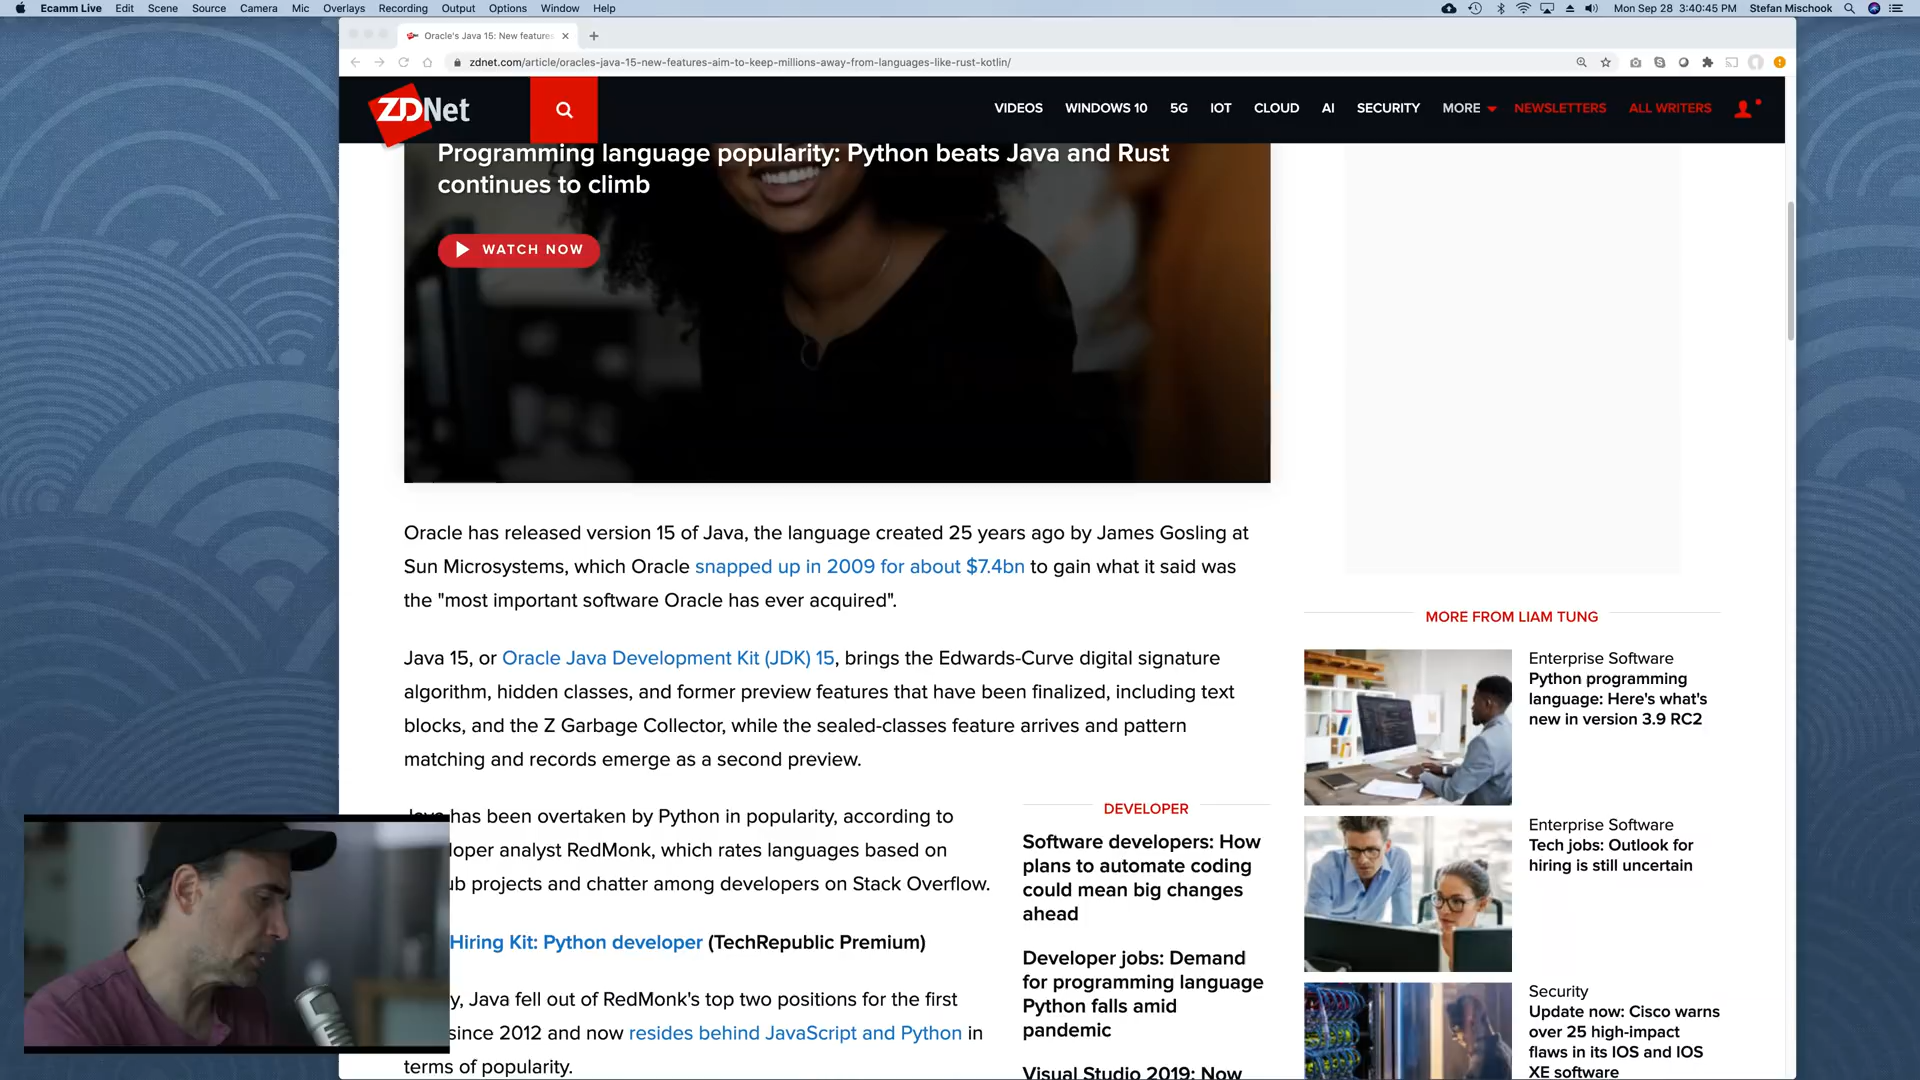 Ecamm Live Edit Scene Source Camera Mic Overlays Recording Output Options Window Help
Mon Sep 28 3:40:45 PM Stefan Mischook
Oracle's Java 15: New features
zdnet.com/article/oracles-java-15-new-features-aim-to-keep-millions-away-from-languages-like-rust-kotlin/
ZDNet
VIDEOS WINDOWS 10 5G IOT CLOUD AI SECURITY MORE NEWSLETTERS ALL WRITERS
Programming language popularity: Python beats Java and Rust
continues to climb
WATCH NOW
Oracle has released version 15 of Java, the language created 25 years ago by James Gosling at
Sun Microsystems, which Oracle snapped up in 2009 for about $7.4bn to gain what it said was
the "most important software Oracle has ever acquired".
Java 15, or Oracle Java Development Kit (JDK) 15, brings the Edwards-Curve digital signature
algorithm, hidden classes, and former preview features that have been finalized, including text
blocks, and the Z Garbage Collector, while the sealed-classes feature arrives and pattern
matching and records emerge as a second preview.
has been overtaken by Python in popularity, according to
loper analyst RedMonk, which rates languages based on
ub projects and chatter among developers on Stack Overflow.
Hiring Kit: Python developer (TechRepublic Premium)
y, Java fell out of RedMonk's top two positions for the first
since 2012 and now resides behind JavaScript and Python in
terms of popularity.
DEVELOPER
Software developers: How
plans to automate coding
could mean big changes
ahead
Developer jobs: Demand
for programming language
Python falls amid
pandemic
Visual Studio 2019: Now
MORE FROM LIAM TUNG
Enterprise Software
Python programming
language: Here's what's
new in version 3.9 RC2
Enterprise Software
Tech jobs: Outlook for
hiring is still uncertain
Security
Update now: Cisco warns
over 25 high-impact
flaws in its IOS and IOS
XE software